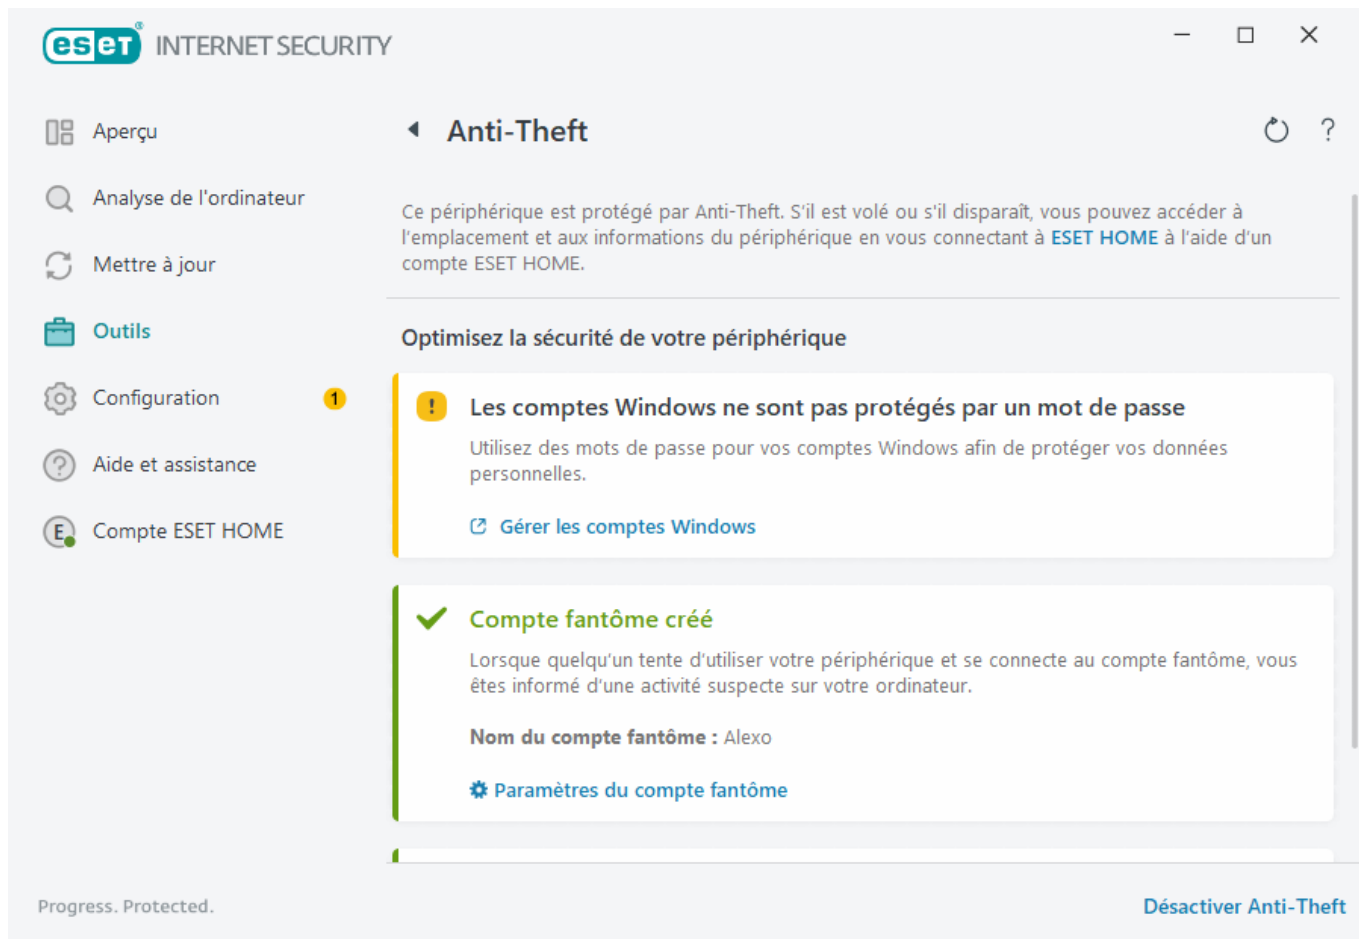 eset® INTERNET SECURITY
Aperçu
Analyse de l'ordinateur
Mettre à jour
Outils
Configuration 1
Aide et assistance
E Compte ESET HOME
Anti-Theft ?
Ce périphérique est protégé par Anti-Theft. S'il est volé ou s'il disparaît, vous pouvez accéder à
l'emplacement et aux informations du périphérique en vous connectant à ESET HOME à l'aide d'un
compte ESET HOME.
Optimisez la sécurité de votre périphérique
! Les comptes Windows ne sont pas protégés par un mot de passe
Utilisez des mots de passe pour vos comptes Windows afin de protéger vos données
personnelles.
Gérer les comptes Windows
Compte fantôme créé
Lorsque quelqu'un tente d'utiliser votre périphérique et se connecte au compte fantôme, vous
êtes informé d'une activité suspecte sur votre ordinateur.
Nom du compte fantôme : Alexo
Paramètres du compte fantôme
Progress. Protected.
Désactiver Anti-Theft